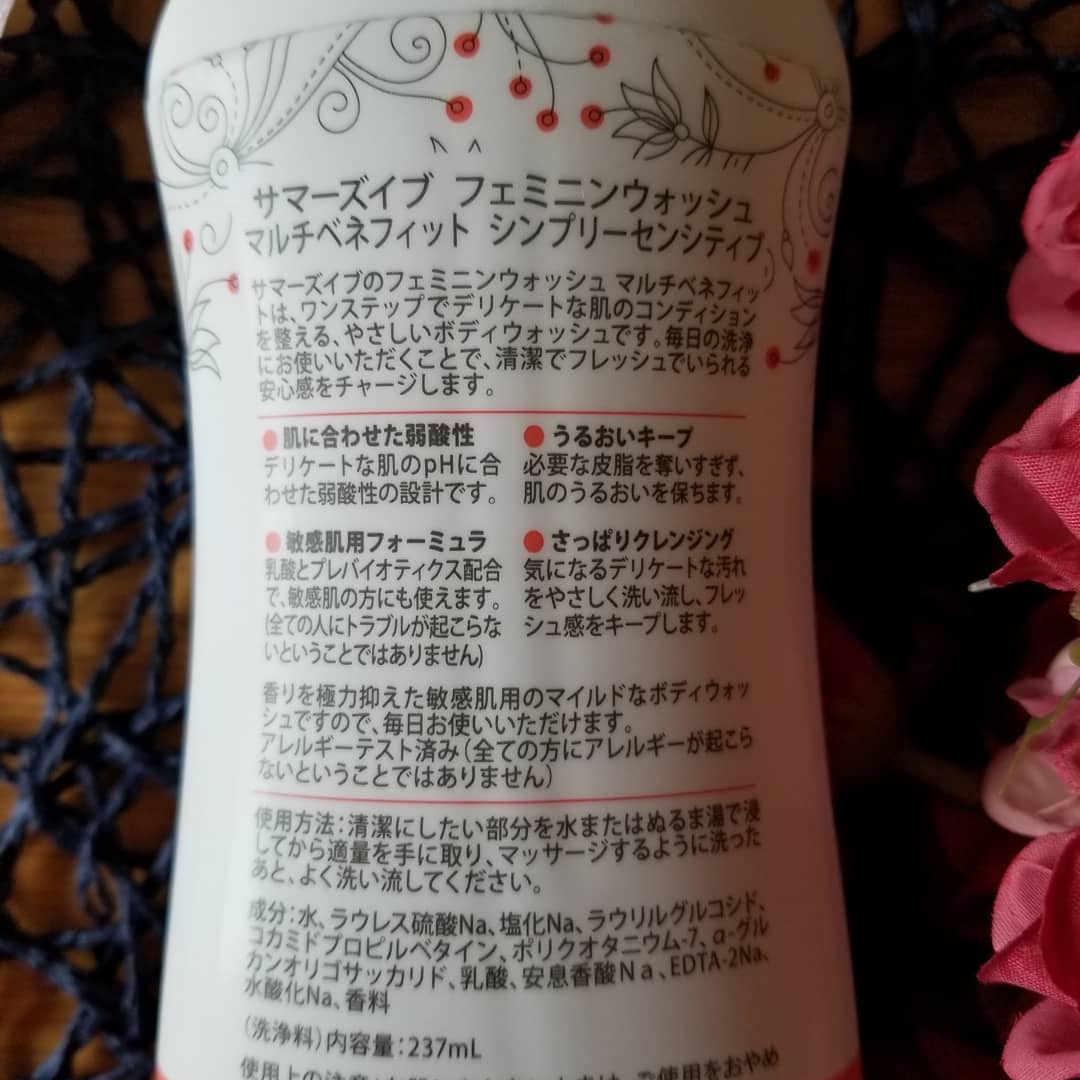 サマーズイブ フェミニンウォッシュ
マルチベネフィット シンプリーセンシティブ
サマーズイブのフェミニンウォッシュ マルチベネフィッ
トは、ワンステップでデリケートな肌のコンディション
を整える、やさしいボディウォッシュです。毎日の洗浄
にお使いいただくことで、清潔でフレッシュでいられる
安心感をチャージします。
● 肌に合わせた弱酸性
デリケートな肌のpHに合
わせた弱酸性の設計です。
● うるおいキープ
必要な皮脂を奪いすぎず、
肌のうるおいを保ちます。
● 敏感肌用フォーミュラ
乳酸とプレバイオティクス配合
で、敏感肌の方にも使えます。
(全ての人にトラブルが起こらな
いということではありません)
● さっぱりクレンジング
気になるデリケートな汚れ
をやさしく洗い流し、フレッ
シュ感をキープします。
香りを極力抑えた敏感肌用のマイルドなボディウォッ
シュですので、毎日お使いいただけます。
アレルギーテスト済み(全ての方にアレルギーが起こら
ないということではありません)
使用方法:清潔にしたい部分を水またはぬるま湯で浸
してから適量を手に取り、マッサージするように洗った
あと、よく洗い流してください。
成分:水、ラウレス硫酸Na、塩化Na、ラウリルグルコシド、
コカミドプロピルベタイン、ポリクオタニウム-7、α-グル
カンオリゴサッカリド、乳酸、安息香酸Na、EDTA-2Na、
水酸化Na、香料
(洗浄料)内容量:237mL
使用上の注意:お肌に
は、ご使用をおやめ